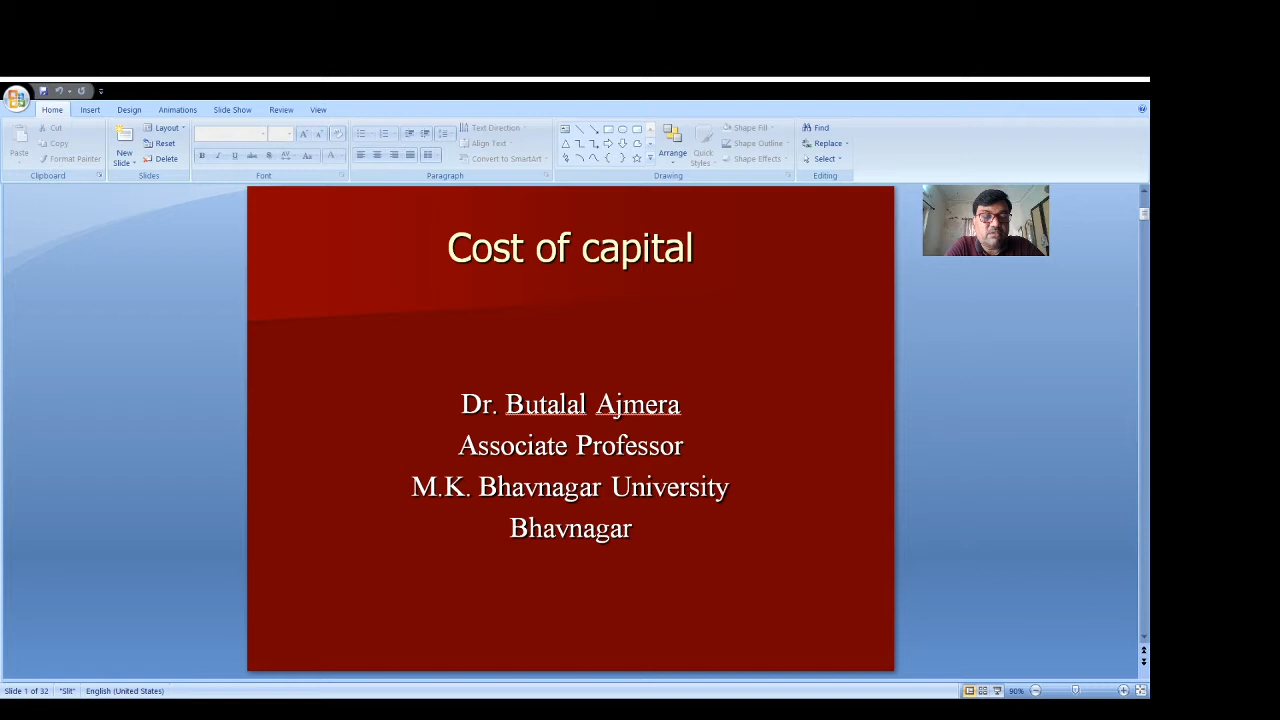 Home Insert Design Animations Slide Show Review View
Cut Layout Text Direction Shape Fill Find
Copy Reset Align Text Shape Outline Replace
Paste Format Painter New Slide Delete Convert to SmartArt Arrange Quick Styles Shape Effects Select
Clipboard Slides Font Paragraph Drawing Editing
Cost of capital
Dr. Butalal Ajmera
Associate Professor
M.K. Bhavnagar University
Bhavnagar
Slide 1 of 32 "Slit" English (United States) 90%